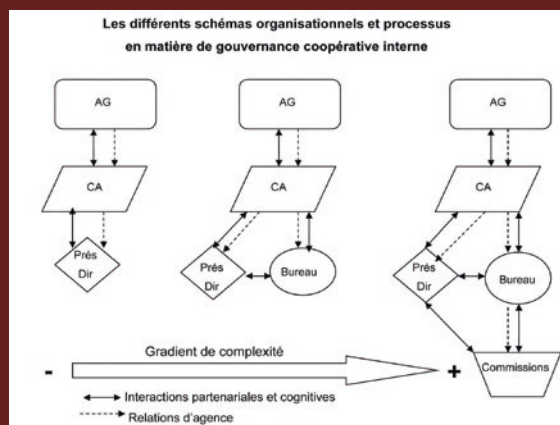 Les différents schémas organisationnels et processus
en matière de gouvernance coopérative interne
AG
CA
Prés
Dir
AG
CA
Prés
Dir
Bureau
AG
CA
Prés
Dir
Bureau
Commissions
Gradient de complexité
-
+
Interactions partenariales et cognitives
Relations d'agence